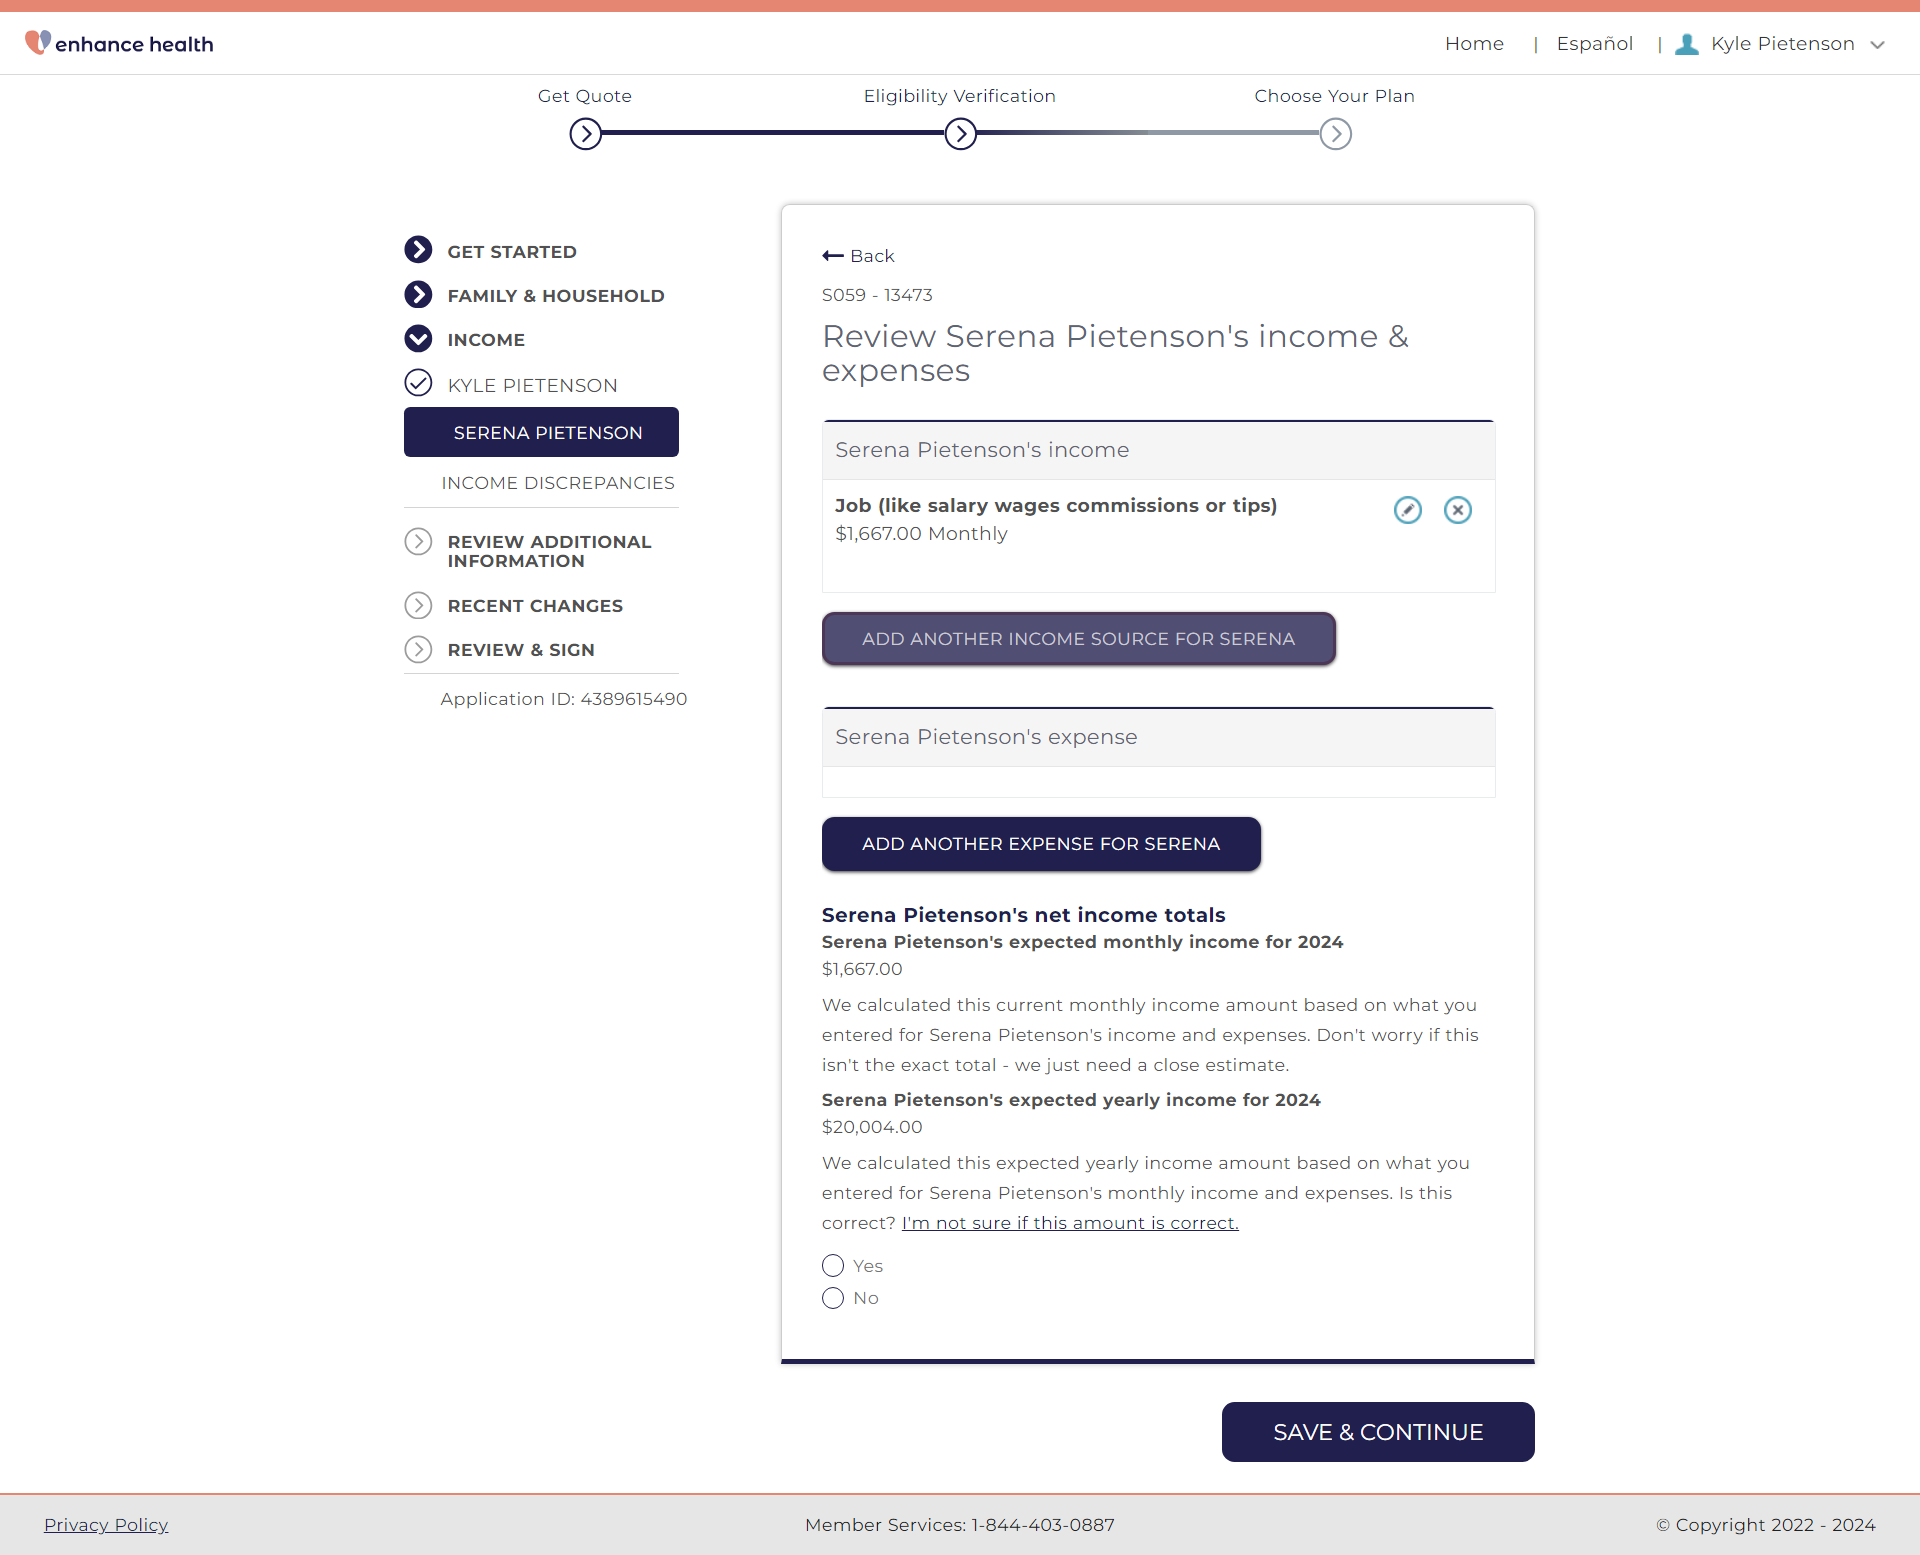 enhance health
Home | Español | Kyle Pietenson
Get Quote
Eligibility Verification
Choose Your Plan
GET STARTED
FAMILY & HOUSEHOLD
INCOME
KYLE PIETENSON
SERENA PIETENSON
INCOME DISCREPANCIES
REVIEW ADDITIONAL
INFORMATION
RECENT CHANGES
REVIEW & SIGN
Application ID: 4389615490
Back
S059 - 13473
Review Serena Pietenson's income &
expenses
Serena Pietenson's income
Job (like salary wages commissions or tips)
$1,667.00 Monthly
ADD ANOTHER INCOME SOURCE FOR SERENA
Serena Pietenson's expense
ADD ANOTHER EXPENSE FOR SERENA
Serena Pietenson's net income totals
Serena Pietenson's expected monthly income for 2024
$1,667.00
We calculated this current monthly income amount based on what you
entered for Serena Pietenson's income and expenses. Don't worry if this
isn't the exact total - we just need a close estimate.
Serena Pietenson's expected yearly income for 2024
$20,004.00
We calculated this expected yearly income amount based on what you
entered for Serena Pietenson's monthly income and expenses. Is this
correct? I'm not sure if this amount is correct.
Yes
No
SAVE & CONTINUE
Privacy Policy
Member Services: 1-844-403-0887
© Copyright 2022 - 2024